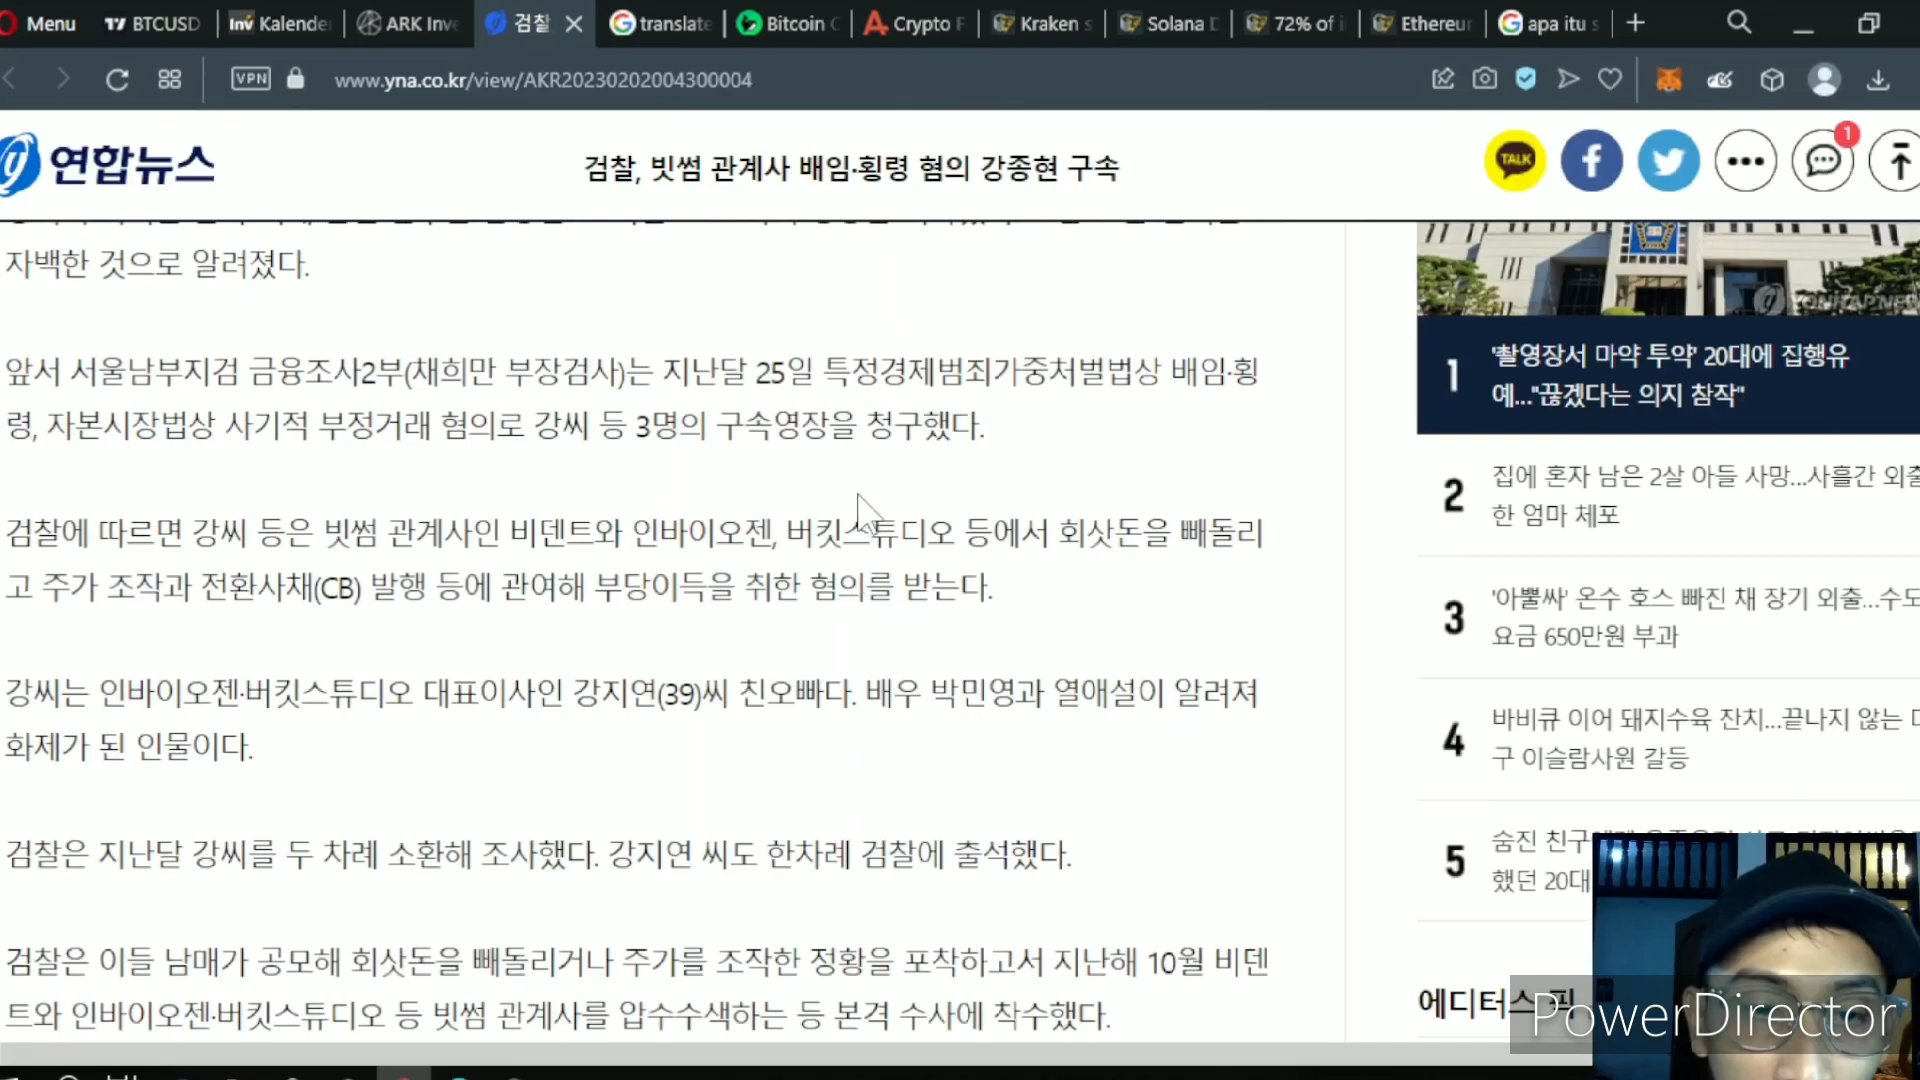 Menu BTCUSD Kalende ARK Inve 검찰 translate Bitcoin C Crypto F Kraken s Solana D 72% of i Ethereu apa itu s
VPN www.yna.co.kr/view/AKR20230202004300004
연합뉴스 검찰, 빗썸 관계사 배임·횡령 혐의 강종현 구속 TALK 1
자백한 것으로 알려졌다.
앞서 서울남부지검 금융조사2부(채희만 부장검사)는 지난달 25일 특정경제범죄가중처벌법상 배임·횡
령, 자본시장법상 사기적 부정거래 혐의로 강씨 등 3명의 구속영장을 청구했다.
검찰에 따르면 강씨 등은 빗썸 관계사인 비덴트와 인바이오젠, 버킷스튜디오 등에서 회삿돈을 빼돌리
고 주가 조작과 전환사채(CB) 발행 등에 관여해 부당이득을 취한 혐의를 받는다.
강씨는 인바이오젠·버킷스튜디오 대표이사인 강지연(39)씨 친오빠다. 배우 박민영과 열애설이 알려져
화제가 된 인물이다.
검찰은 지난달 강씨를 두 차례 소환해 조사했다. 강지연 씨도 한차례 검찰에 출석했다.
검찰은 이들 남매가 공모해 회삿돈을 빼돌리거나 주가를 조작한 정황을 포착하고서 지난해 10월 비덴
트와 인바이오젠·버킷스튜디오 등 빗썸 관계사를 압수수색하는 등 본격 수사에 착수했다.
YONHAPNEWS
1 '촬영장서 마약 투약' 20대에 집행유
예..."끊겠다는 의지 참작"
2 집에 혼자 남은 2살 아들 사망...사흘간 외출
한 엄마 체포
3 '아뿔싸' 온수 호스 빠진 채 장기 외출...수도
요금 650만원 부과
4 바비큐 이어 돼지수육 잔치...끝나지 않는 대
구 이슬람사원 갈등
5 숨진 친구
했던 20대
에디터스 픽
PowerDirector